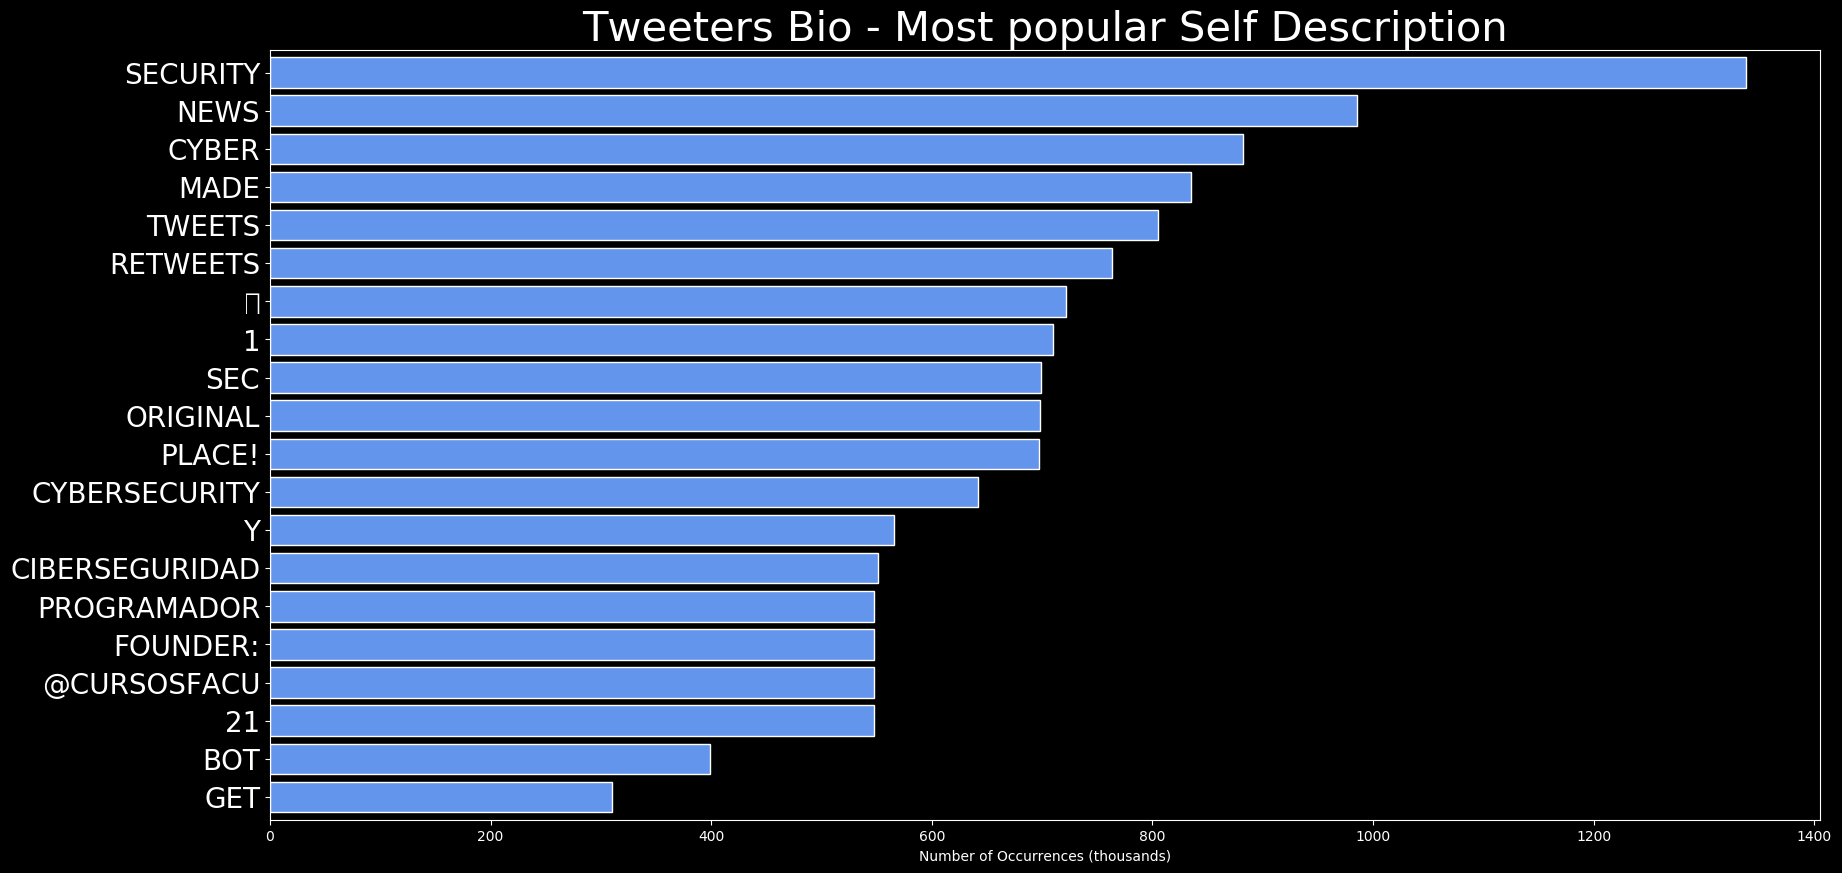 Tweeters Bio - Most popular Self Description
SECURITY
NEWS
CYBER
MADE
TWEETS
RETWEETS
1
SEC
ORIGINAL
PLACE!
CYBERSECURITY
Y
CIBERSEGURIDAD
PROGRAMADOR
FOUNDER:
@CURSOSFACU
21
BOT
GET
0 200 400 600 800 1000 1200 1400
Number of Occurrences (thousands)